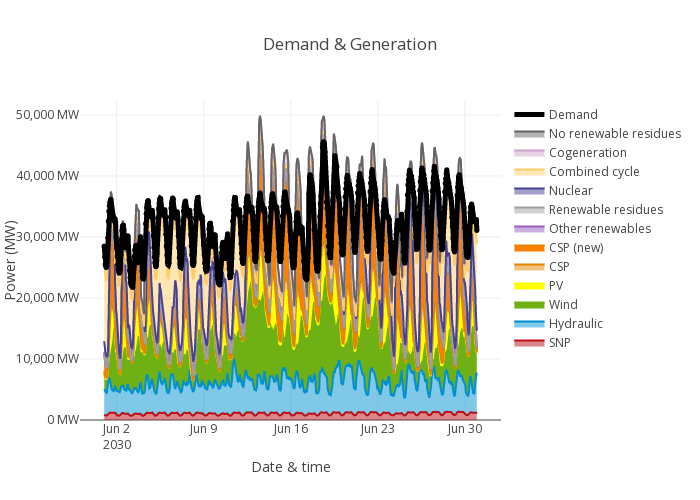 Demand & Generation
50,000 MW
40,000 MW
30,000 MW
20,000 MW
10,000 MW
0 MW
Power (MW)
Jun 2
2030
Jun 9
Jun 16
Jun 23
Jun 30
Date & time
Demand
No renewable residues
Cogeneration
Combined cycle
Nuclear
Renewable residues
Other renewables
CSP (new)
CSP
PV
Wind
Hydraulic
SNP